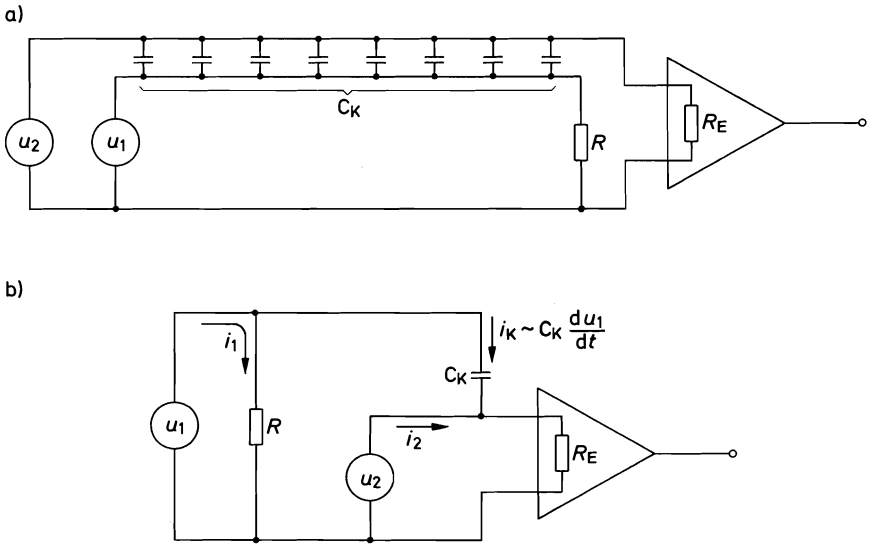 a)
C_K
u_2
u_1
R
R_E
b)
i_1
i_K ~ C_K du_1/dt
C_K
u_1
R
i_2
u_2
R_E